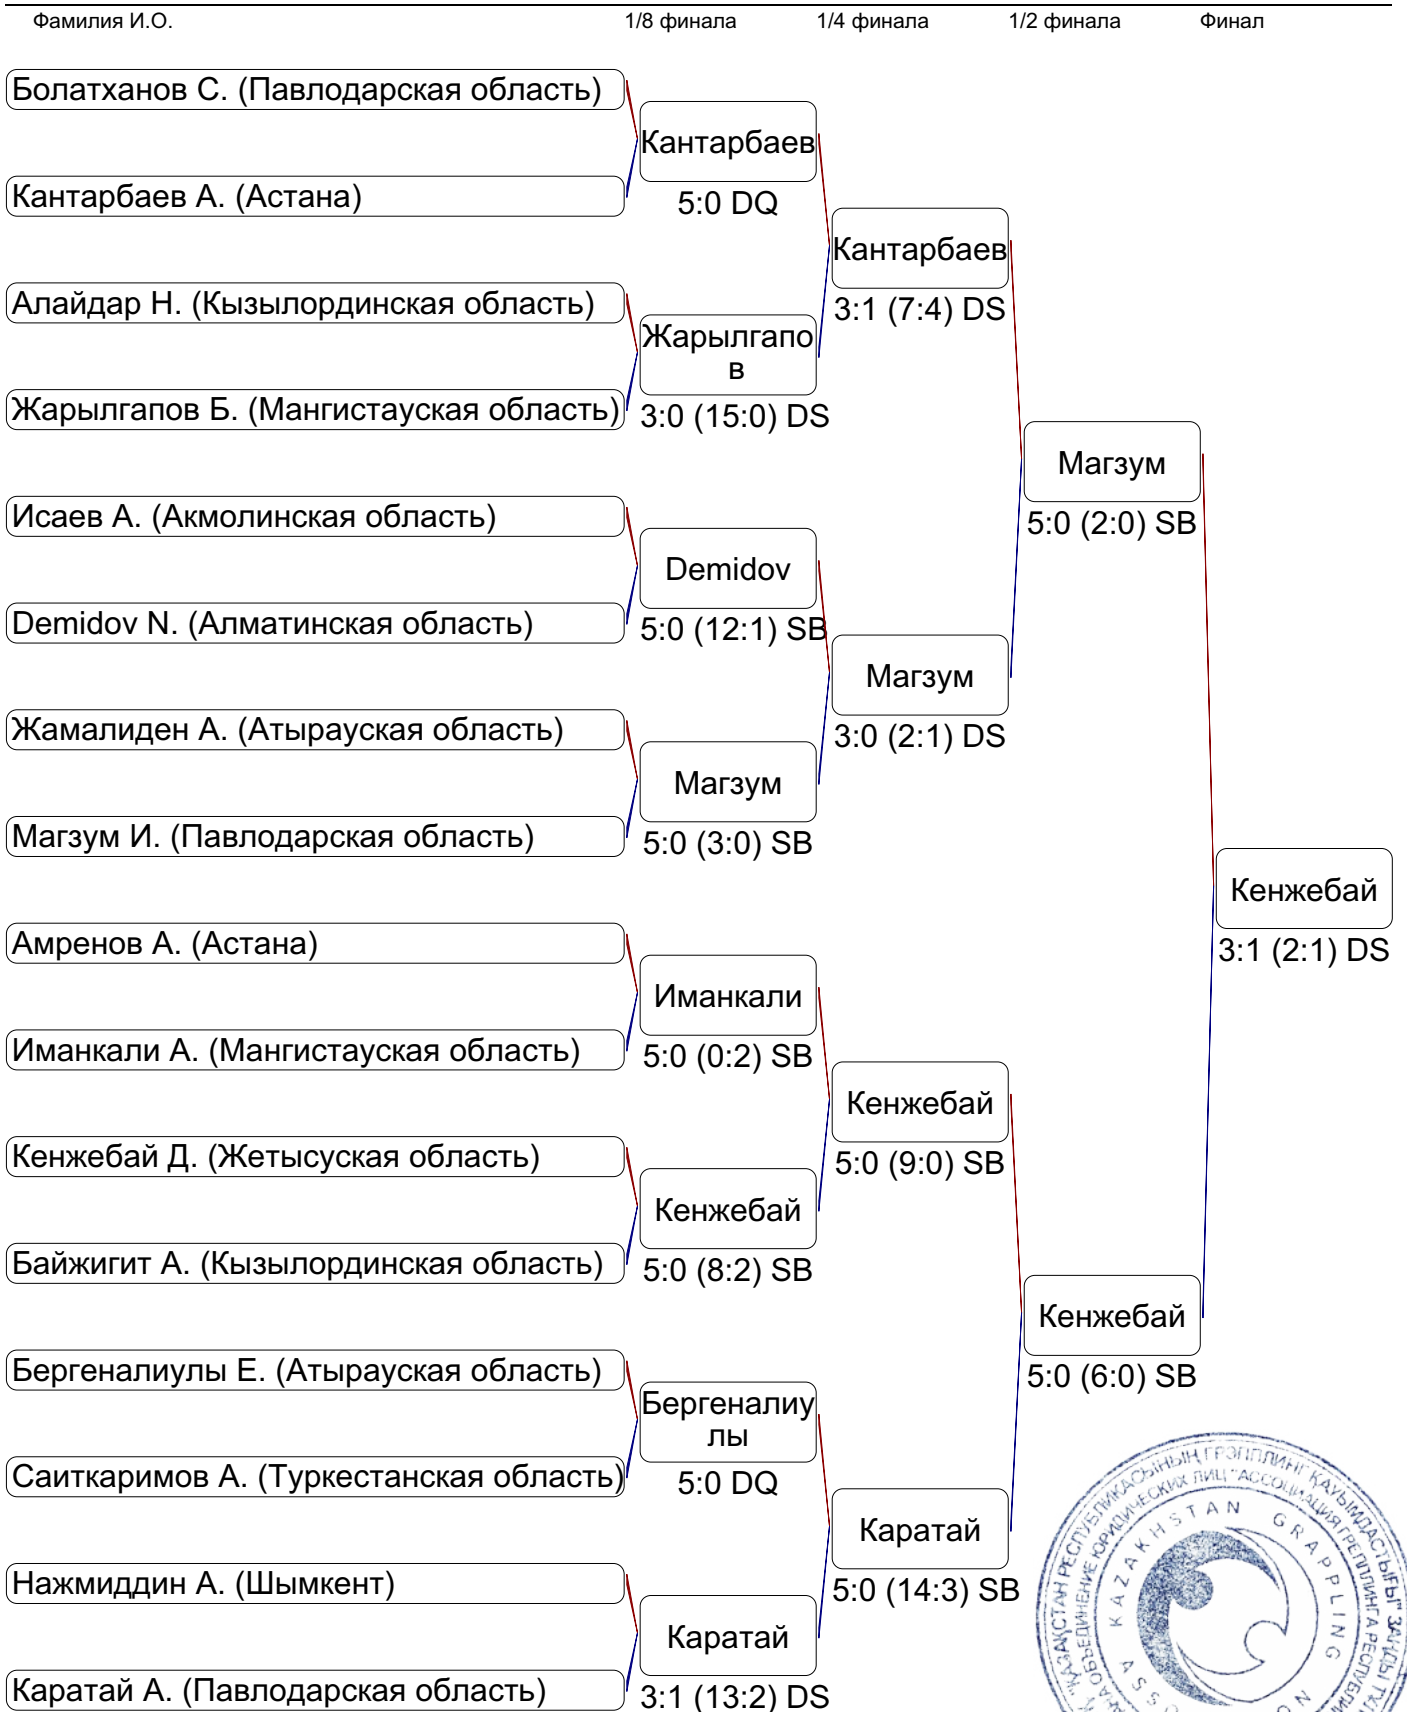 Фамилия И.О. 1/8 финала 1/4 финала 1/2 финала Финал
Болатханов С. (Павлодарская область)
Кантарбаев
Кантарбаев А. (Астана)
5:0 DQ
Кантарбаев
3:1 (7:4) DS
Алайдар Н. (Кызылординская область)
Жарылгапо
в
Жарылгапов Б. (Мангистауская область)
3:0 (15:0) DS
Магзум
5:0 (2:0) SB
Исаев А. (Акмолинская область)
Demidov
Demidov N. (Алматинская область)
5:0 (12:1) SB
Магзум
3:0 (2:1) DS
Жамалиден А. (Атырауская область)
Магзум
Магзум И. (Павлодарская область)
5:0 (3:0) SB
Кенжебай
3:1 (2:1) DS
Амренов А. (Астана)
Иманкали
Иманкали А. (Мангистауская область)
5:0 (0:2) SB
Кенжебай
5:0 (9:0) SB
Кенжебай Д. (Жетысуская область)
Кенжебай
Байжигит А. (Кызылординская область)
5:0 (8:2) SB
Кенжебай
5:0 (6:0) SB
Бергеналиулы Е. (Атырауская область)
Бергеналиу
лы
Саиткаримов А. (Туркестанская область)
5:0 DQ
Каратай
5:0 (14:3) SB
Нажмиддин А. (Шымкент)
Каратай
Каратай А. (Павлодарская область)
3:1 (13:2) DS
KAZAKHSTAN GRAPPLING